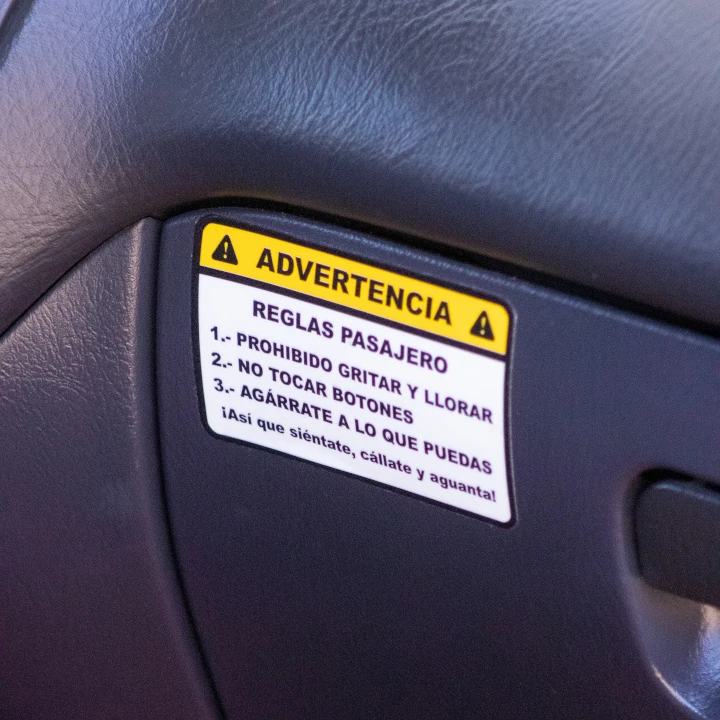 ADVERTENCIA
REGLAS PASAJERO
1.- PROHIBIDO GRITAR Y LLORAR
2.- NO TOCAR BOTONES
3.- AGÁRRATE A LO QUE PUEDAS
¡Así que siéntate, cállate y aguanta!